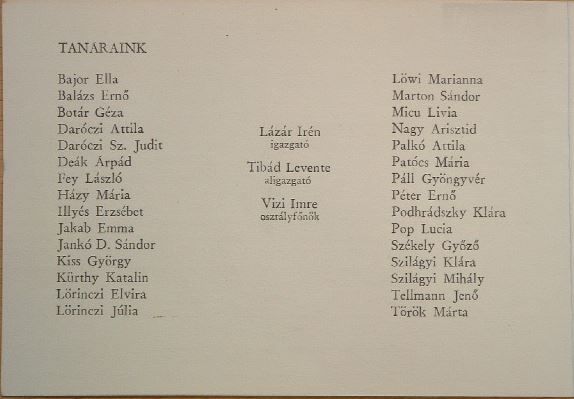 TANÁRAINK
Bajor Ella
Balázs Ernő
Botár Géza
Daróczi Attila
Daróczi Sz. Judit
Deák Árpád
Fey László
Házy Mária
Illyés Erzsébet
Jakab Emma
Jankó D. Sándor
Kiss György
Kürthy Katalin
Lőrinczi Elvira
Lőrinczi Júlia
Lázár Irén
igazgató
Tibád Levente
aligazgató
Vizi Imre
osztályfőnök
Löwi Marianna
Marton Sándor
Micu Livia
Nagy Arisztid
Palkó Attila
Patócs Mária
Páll Gyöngyvér
Péter Ernő
Podhrádszky Klára
Pop Lucia
Székely Győző
Szilágyi Klára
Szilágyi Mihály
Tellmann Jenő
Török Márta